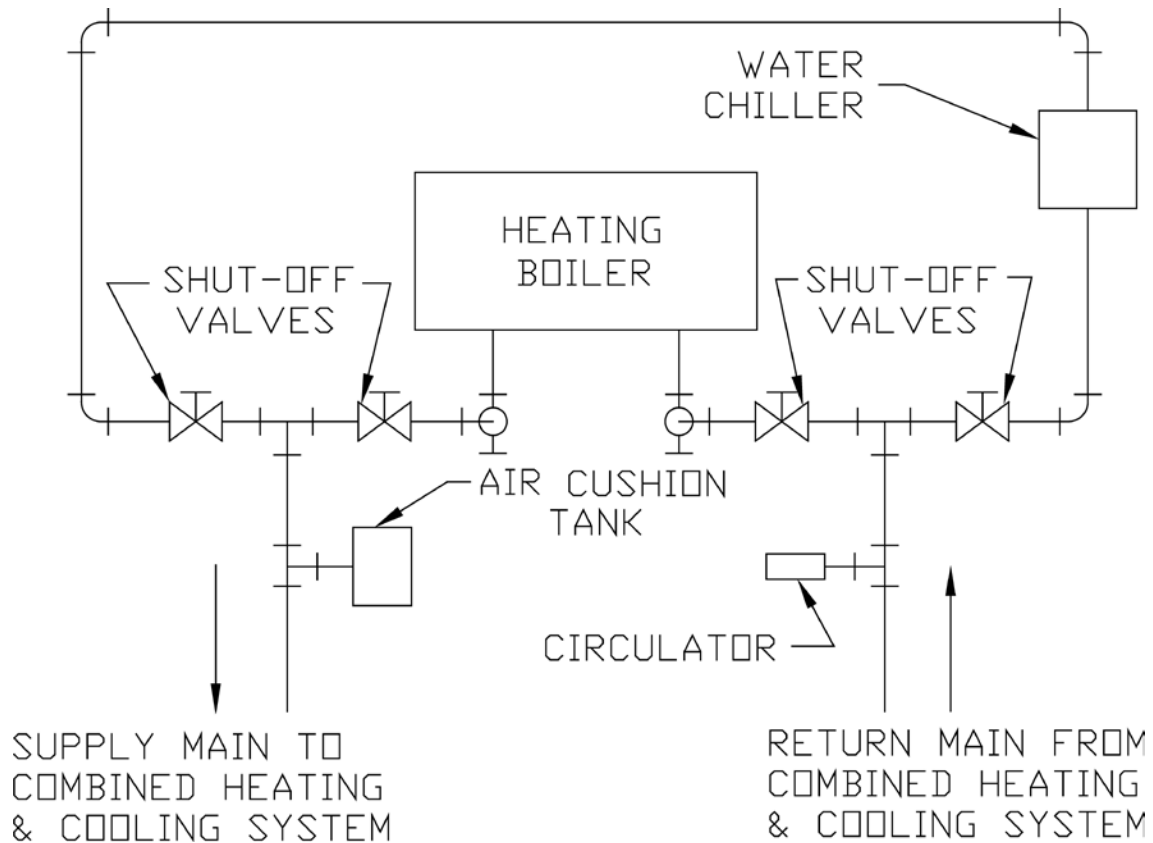 WATER
CHILLER
HEATING
BOILER
SHUT-OFF
VALVES
SHUT-OFF
VALVES
AIR CUSHION
TANK
CIRCULATOR
SUPPLY MAIN TO
COMBINED HEATING
& COOLING SYSTEM
RETURN MAIN FROM
COMBINED HEATING
& COOLING SYSTEM